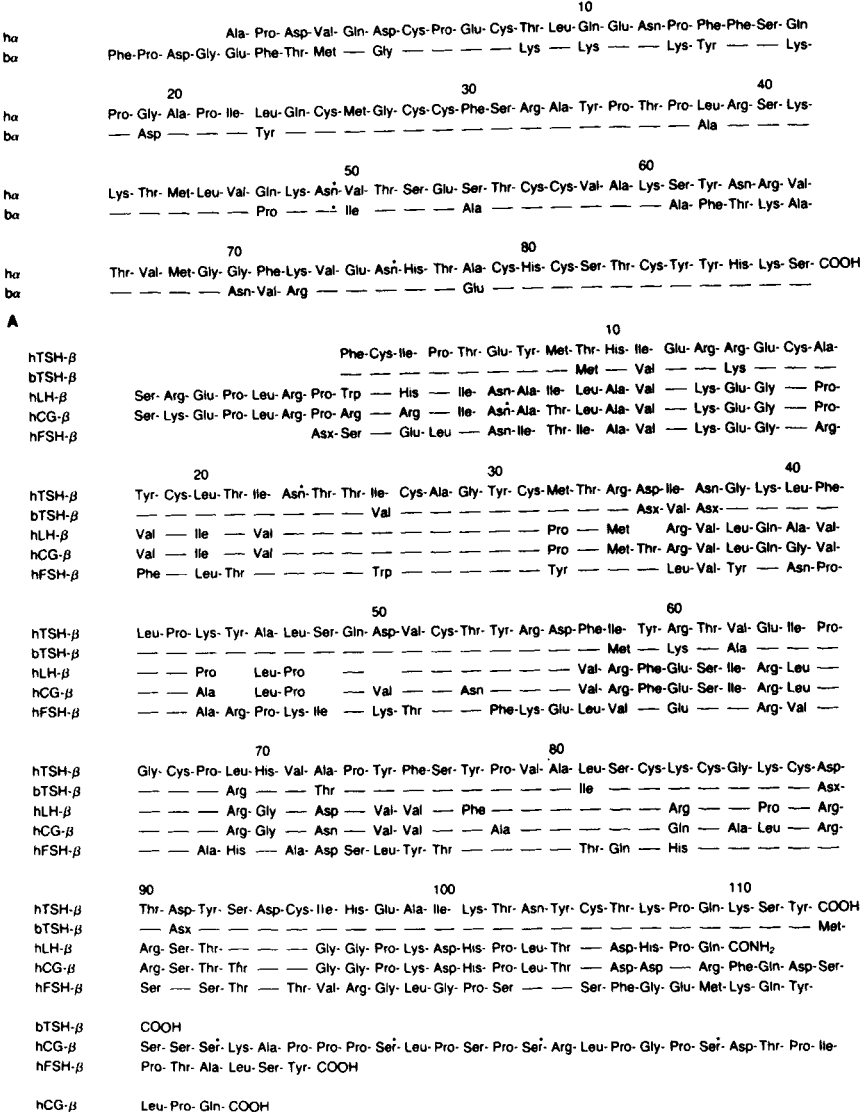 10
hα Ala- Pro- Asp- Val- Gln- Asp- Cys- Pro- Glu- Cys- Thr- Leu- Gln- Glu- Asn- Pro- Phe- Phe- Ser- Gln
bα Phe- Pro- Asp- Gly- Glu- Phe- Thr- Met — Gly — — — — Lys — Lys — — Lys- Tyr — — Lys-
20 30 40
hα Pro- Gly- Ala- Pro- Ile- Leu- Gln- Cys- Met- Gly- Cys- Cys- Phe- Ser- Arg- Ala- Tyr- Pro- Thr- Pro- Leu- Arg- Ser- Lys-
bα — Asp — — — Tyr — — — — — — — — — — — — — — Ala — — —
50 60
hα Lys- Thr- Met- Leu- Val- Gln- Lys- Asṅ- Val- Thr- Ser- Glu- Ser- Thr- Cys- Cys- Val- Ala- Lys- Ser- Tyr- Asn- Arg- Val-
bα — — — — — Pro — ∸ Ile — — — Ala — — — — — — Ala- Phe- Thr- Lys- Ala-
70 80
hα Thr- Val- Met- Gly- Gly- Phe- Lys- Val- Glu- Asṅ- His- Thr- Ala- Cys- His- Cys- Ser- Thr- Cys- Tyr- Tyr- His- Lys- Ser- COOH
bα — — — — Asn- Val- Arg — — — — — Glu — — — — — — — — — — —
A
10
hTSH-β Phe- Cys- Ile- Pro- Thr- Glu- Tyr- Met- Thr- His- Ile- Glu- Arg- Arg- Glu- Cys- Ala-
bTSH-β — — — — — — — — Met — Val — — Lys — — —
hLH-β Ser- Arg- Glu- Pro- Leu- Arg- Pro- Trp — His — Ile- Asn- Ala- Ile- Leu- Ala- Val — Lys- Glu- Gly — Pro-
hCG-β Ser- Lys- Glu- Pro- Leu- Arg- Pro- Arg — Arg — Ile- Asṅ- Ala- Thr- Leu- Ala- Val — Lys- Glu- Gly — Pro-
hFSH-β Asx- Ser — Glu- Leu — Asn- Ile- Thr- Ile- Ala- Val — Lys- Glu- Gly — Arg-
20 30 40
hTSH-β Tyr- Cys- Leu- Thr- Ile- Asṅ- Thr- Thr- Ile- Cys- Ala- Gly- Tyr- Cys- Met- Thr- Arg- Asp- Ile- Asn- Gly- Lys- Leu- Phe-
bTSH-β — — — — — — — — Val — — — — — — — — Asx- Val- Asx- — — — —
hLH-β Val — Ile — Val — — — — — — — — — Pro — Met Arg- Val- Leu- Gln- Ala- Val-
hCG-β Val — Ile — Val — — — — — — — — — Pro — Met- Thr- Arg- Val- Leu- Gln- Gly- Val-
hFSH-β Phe — Leu- Thr — — — — Trp — — — — — Tyr — — — Leu- Val- Tyr — Asn- Pro-
50 60
hTSH-β Leu- Pro- Lys- Tyr- Ala- Leu- Ser- Gln- Asp- Val- Cys- Thr- Tyr- Arg- Asp- Phe- Ile- Tyr- Arg- Thr- Val- Glu- Ile- Pro-
bTSH-β — — — — — — — — — — — — — — — — Met — Lys — Ala — — —
hLH-β — — Pro Leu- Pro — — — — — — — Val- Arg- Phe- Glu- Ser- Ile- Arg- Leu —
hCG-β — — Ala Leu- Pro — Val — Asn — — — Val- Arg- Phe- Glu- Ser- Ile- Arg- Leu —
hFSH-β — — Ala- Arg- Pro- Lys- Ile — Lys- Thr — — Phe- Lys- Glu- Leu- Val — Glu — — Arg- Val —
70 80
hTSH-β Gly- Cys- Pro- Leu- His- Val- Ala- Pro- Tyr- Phe- Ser- Tyr- Pro- Val- Ala- Leu- Ser- Cys- Lys- Cys- Gly- Lys- Cys- Asp-
bTSH-β — — — Arg — — Thr — — — — — — — — Ile — — — — — — — Asx-
hLH-β — — — Arg- Gly — Asp — Val- Val — Phe — — — — — — Arg — — Pro — Arg-
hCG-β — — — Arg- Gly — Asn — Val- Val — — Ala — — — — — Gln — Ala- Leu — Arg-
hFSH-β — — Ala- His — Ala- Asp Ser- Leu- Tyr- Thr — — — — Thr- Gln — His — — — — —
90 100 110
hTSH-β Thr- Asp- Tyr- Ser- Asp- Cys- Ile- His- Glu- Ala- Ile- Lys- Thr- Asn- Tyr- Cys- Thr- Lys- Pro- Gln- Lys- Ser- Tyr- COOH
bTSH-β — Asx — — — — — — — — — — — — — — — — — — — — — Met-
hLH-β Arg- Ser- Thr — — — Gly- Gly- Pro- Lys- Asp- His- Pro- Leu- Thr — Asp- His- Pro- Gln- CONH₂
hCG-β Arg- Ser- Thr- Thr — — Gly- Gly- Pro- Lys- Asp- His- Pro- Leu- Thr — Asp- Asp — Arg- Phe- Gln- Asp- Ser-
hFSH-β Ser — Ser- Thr — Thr- Val- Arg- Gly- Leu- Gly- Pro- Ser — — Ser- Phe- Gly- Glu- Met- Lys- Gln- Tyr-
bTSH-β COOH
hCG-β Ser- Ser- Seṙ- Lys- Ala- Pro- Pro- Pro- Seṙ- Leu- Pro- Ser- Pro- Seṙ- Arg- Leu- Pro- Gly- Pro- Seṙ- Asp- Thr- Pro- Ile-
hFSH-β Pro- Thr- Ala- Leu- Ser- Tyr- COOH
hCG-β Leu- Pro- Gln- COOH